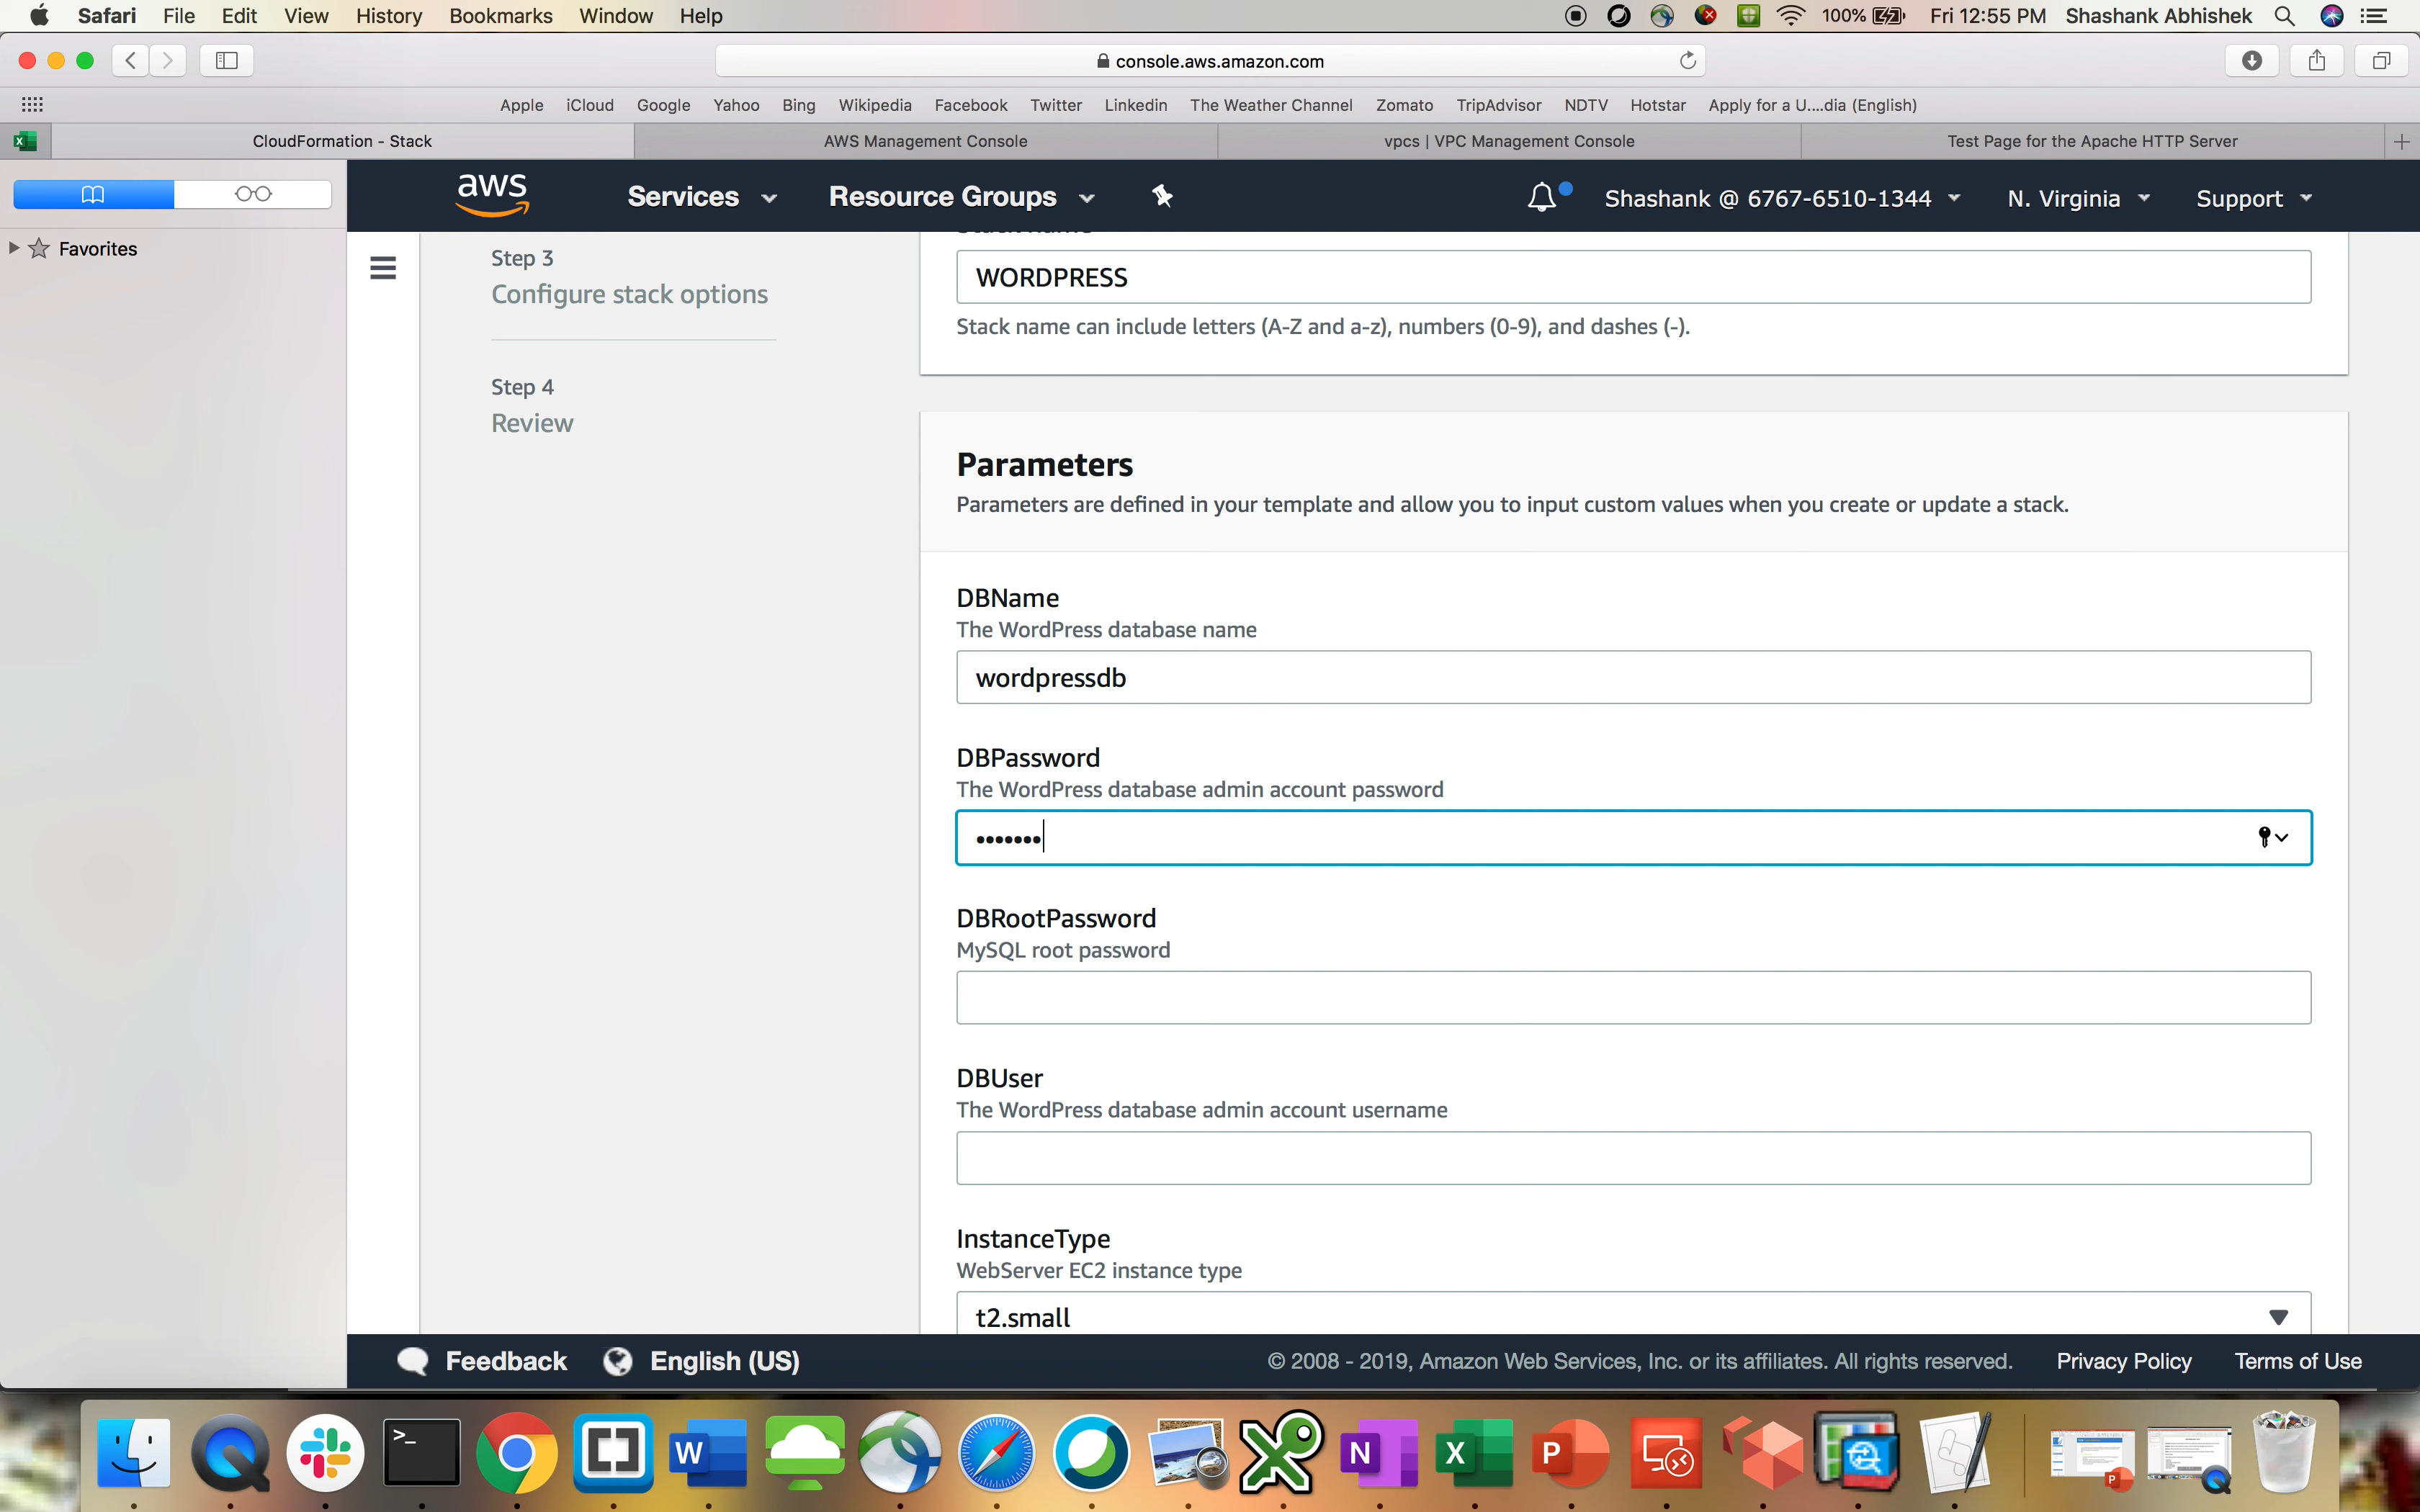 Safari File Edit View History Bookmarks Window Help 100% Fri 12:55 PM Shashank Abhishek
console.aws.amazon.com
Apple iCloud Google Yahoo Bing Wikipedia Facebook Twitter Linkedin The Weather Channel Zomato TripAdvisor NDTV Hotstar Apply for a U....dia (English)
CloudFormation - Stack AWS Management Console vpcs | VPC Management Console Test Page for the Apache HTTP Server
aws Services Resource Groups Shashank @ 6767-6510-1344 N. Virginia Support
Favorites
Step 3
Configure stack options
Step 4
Review
Stack name
WORDPRESS
Stack name can include letters (A-Z and a-z), numbers (0-9), and dashes (-).
Parameters
Parameters are defined in your template and allow you to input custom values when you create or update a stack.
DBName
The WordPress database name
wordpressdb
DBPassword
The WordPress database admin account password
•••••••
DBRootPassword
MySQL root password
DBUser
The WordPress database admin account username
InstanceType
WebServer EC2 instance type
t2.small
Feedback English (US) © 2008 - 2019, Amazon Web Services, Inc. or its affiliates. All rights reserved. Privacy Policy Terms of Use